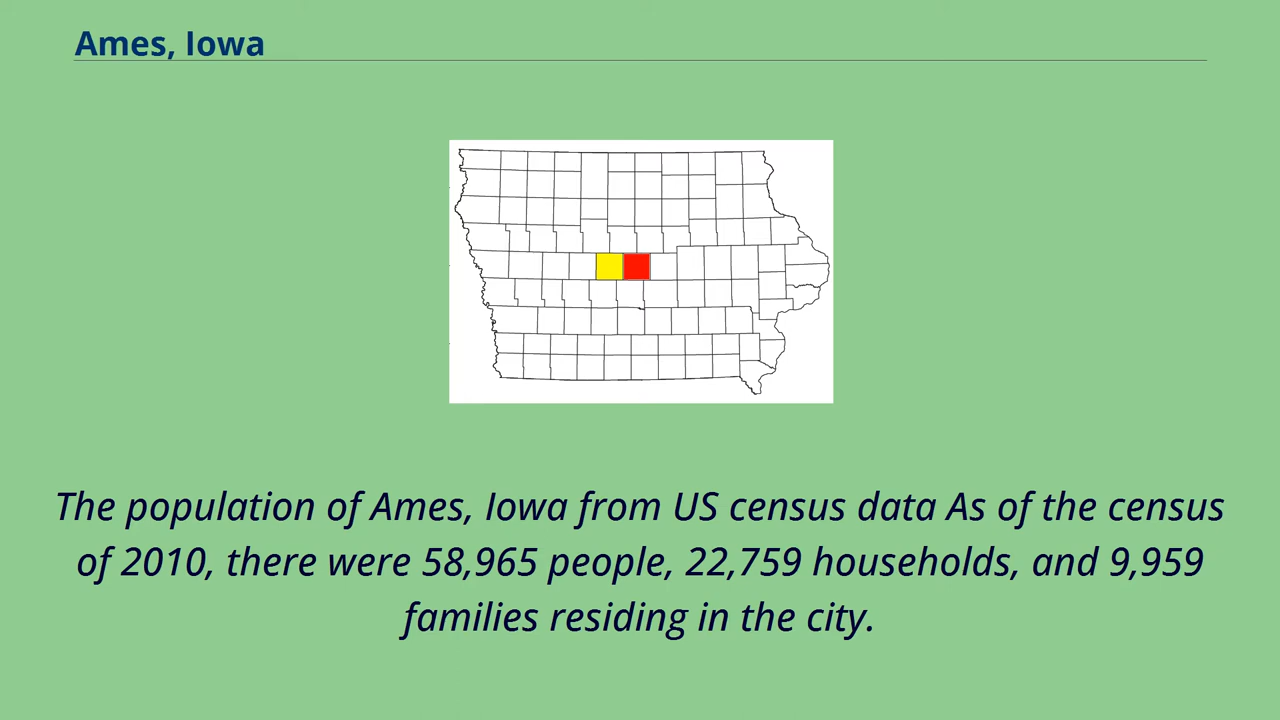 Ames, Iowa
The population of Ames, Iowa from US census data As of the census
of 2010, there were 58,965 people, 22,759 households, and 9,959
families residing in the city.